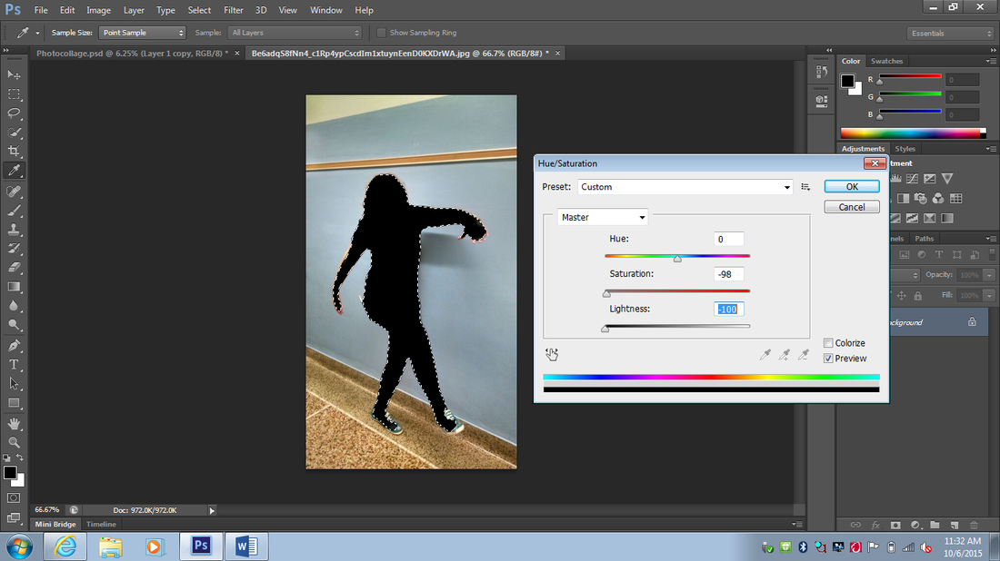 Ps File Edit Image Layer Type Select Filter 3D View Window Help
Sample Size: Point Sample Sample: All Layers Show Sampling Ring Essentials
Photocollage.psd @ 6.25% (Layer 1 copy, RGB/8) * × Be6adqS8fNn4_c1Rp4ypCscdIm1xtuynEenD0KXDrWA.jpg @ 66.7% (RGB/8#) * ×
Color Swatches
R 0
G 0
B 0
Adjustments Styles
tment
nels Paths
Opacity: 100%
Fill: 100%
ckground
Hue/Saturation
Preset: Custom OK
Cancel
Master
Hue: 0
Saturation: -98
Lightness: -100
Colorize
Preview
66.67% Doc: 972.0K/972.0K
Mini Bridge Timeline
Ps W
11:32 AM
10/6/2015